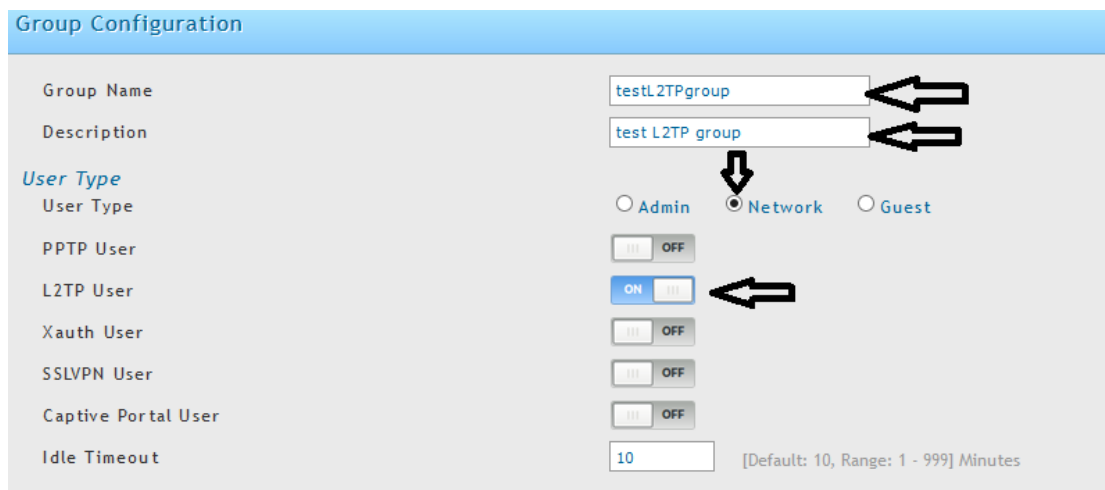 Group Configuration
Group Name testL2TPgroup
Description test L2TP group
User Type
User Type Admin Network Guest
PPTP User OFF
L2TP User ON
Xauth User OFF
SSLVPN User OFF
Captive Portal User OFF
Idle Timeout 10 [Default: 10, Range: 1 - 999] Minutes